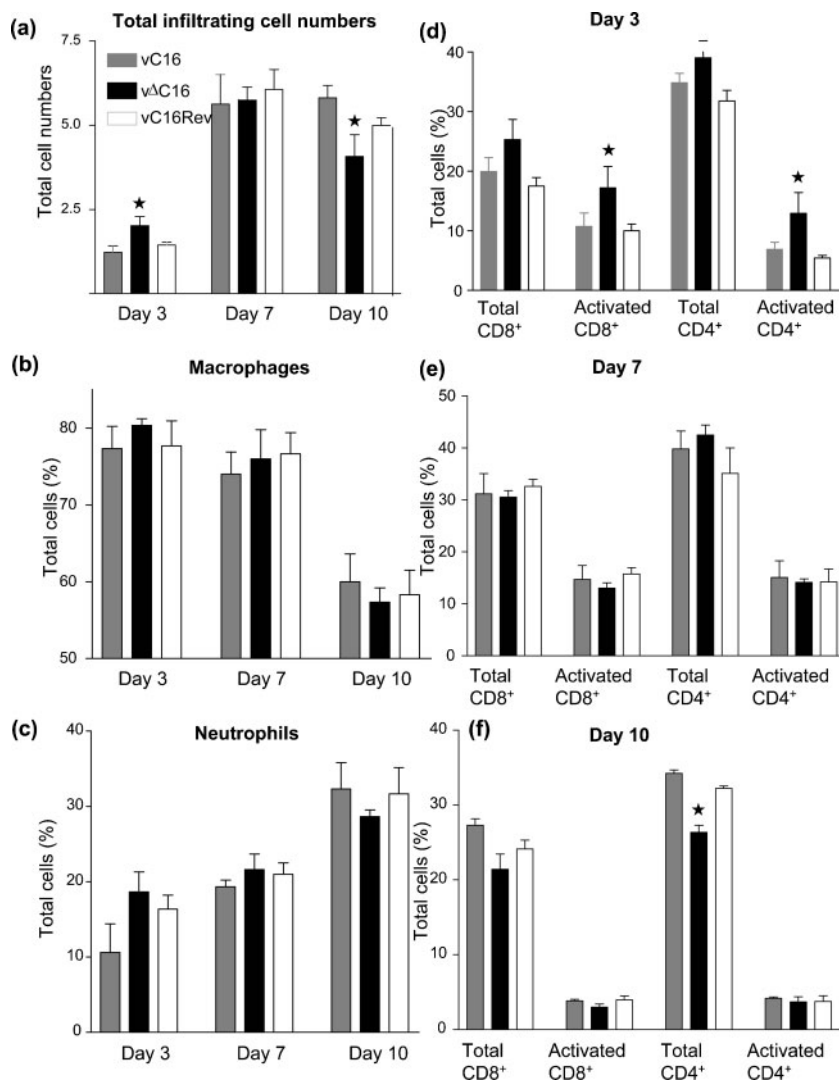 (a)
Total infiltrating cell numbers
Total cell numbers
7.5
5.0
2.5
vC16
vΔC16
vC16Rev
★
★
Day 3
Day 7
Day 10
(b)
Macrophages
Total cells (%)
80
70
60
50
Day 3
Day 7
Day 10
(c)
Neutrophils
Total cells (%)
40
30
20
10
0
Day 3
Day 7
Day 10
(d)
Day 3
Total cells (%)
40
30
20
10
0
★
★
Total CD8⁺
Activated CD8⁺
Total CD4⁺
Activated CD4⁺
(e)
Day 7
Total cells (%)
50
40
30
20
10
0
Total CD8⁺
Activated CD8⁺
Total CD4⁺
Activated CD4⁺
(f)
Day 10
Total cells (%)
40
30
20
10
0
★
Total CD8⁺
Activated CD8⁺
Total CD4⁺
Activated CD4⁺